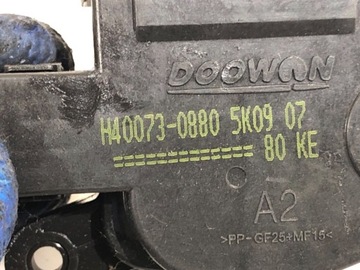 DOOWON
H40073-0880 5K09 07
============ 80 KE
A2
>PP-GF25+MF15<